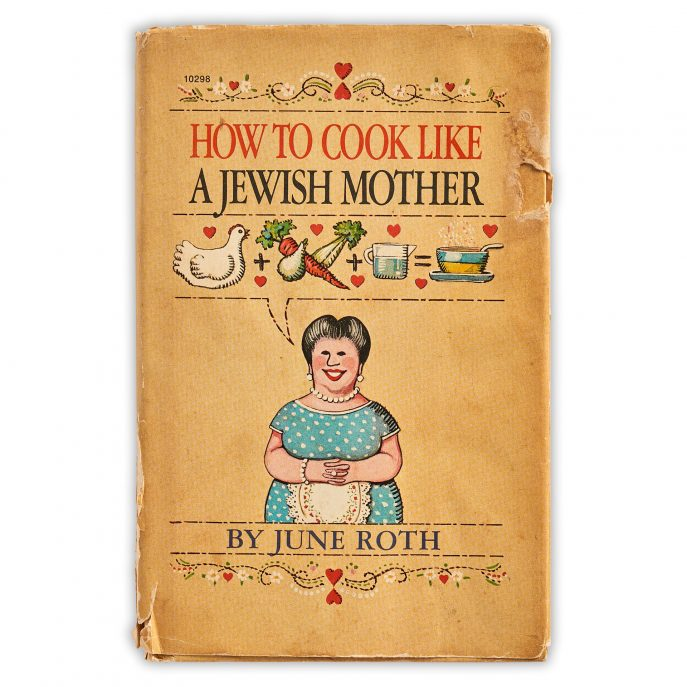 10298
HOW TO COOK LIKE
A JEWISH MOTHER
+ + =
BY JUNE ROTH